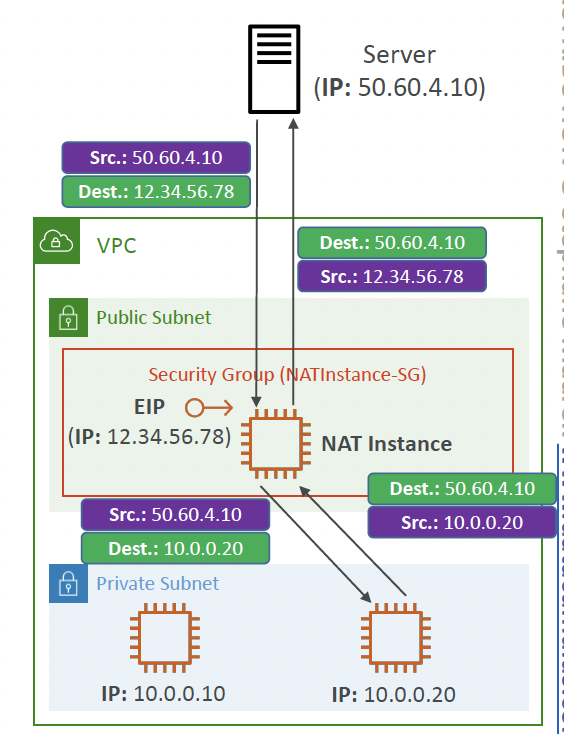 Server
(IP: 50.60.4.10)
Src.: 50.60.4.10
Dest.: 12.34.56.78
VPC
Dest.: 50.60.4.10
Src.: 12.34.56.78
Public Subnet
Security Group (NATInstance-SG)
EIP
(IP: 12.34.56.78)
NAT Instance
Dest.: 50.60.4.10
Src.: 10.0.0.20
Src.: 50.60.4.10
Dest.: 10.0.0.20
Private Subnet
IP: 10.0.0.10
IP: 10.0.0.20